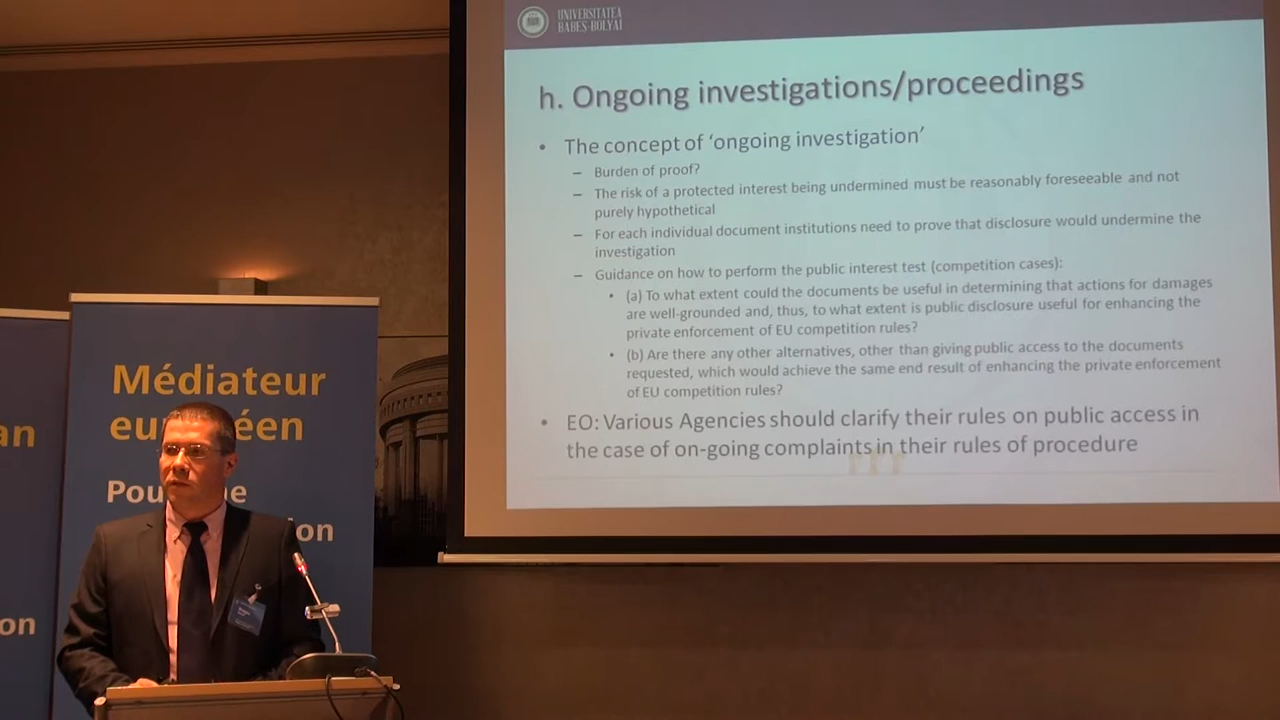 UNIVERSITATEA
BABEȘ-BOLYAI
h. Ongoing investigations/proceedings
• The concept of ‘ongoing investigation’
– Burden of proof?
– The risk of a protected interest being undermined must be reasonably foreseeable and not
purely hypothetical
– For each individual document institutions need to prove that disclosure would undermine the
investigation
– Guidance on how to perform the public interest test (competition cases):
• (a) To what extent could the documents be useful in determining that actions for damages
are well-grounded and, thus, to what extent is public disclosure useful for enhancing the
private enforcement of EU competition rules?
• (b) Are there any other alternatives, other than giving public access to the documents
requested, which would achieve the same end result of enhancing the private enforcement
of EU competition rules?
• EO: Various Agencies should clarify their rules on public access in
the case of on-going complaints in their rules of procedure
Médiateur